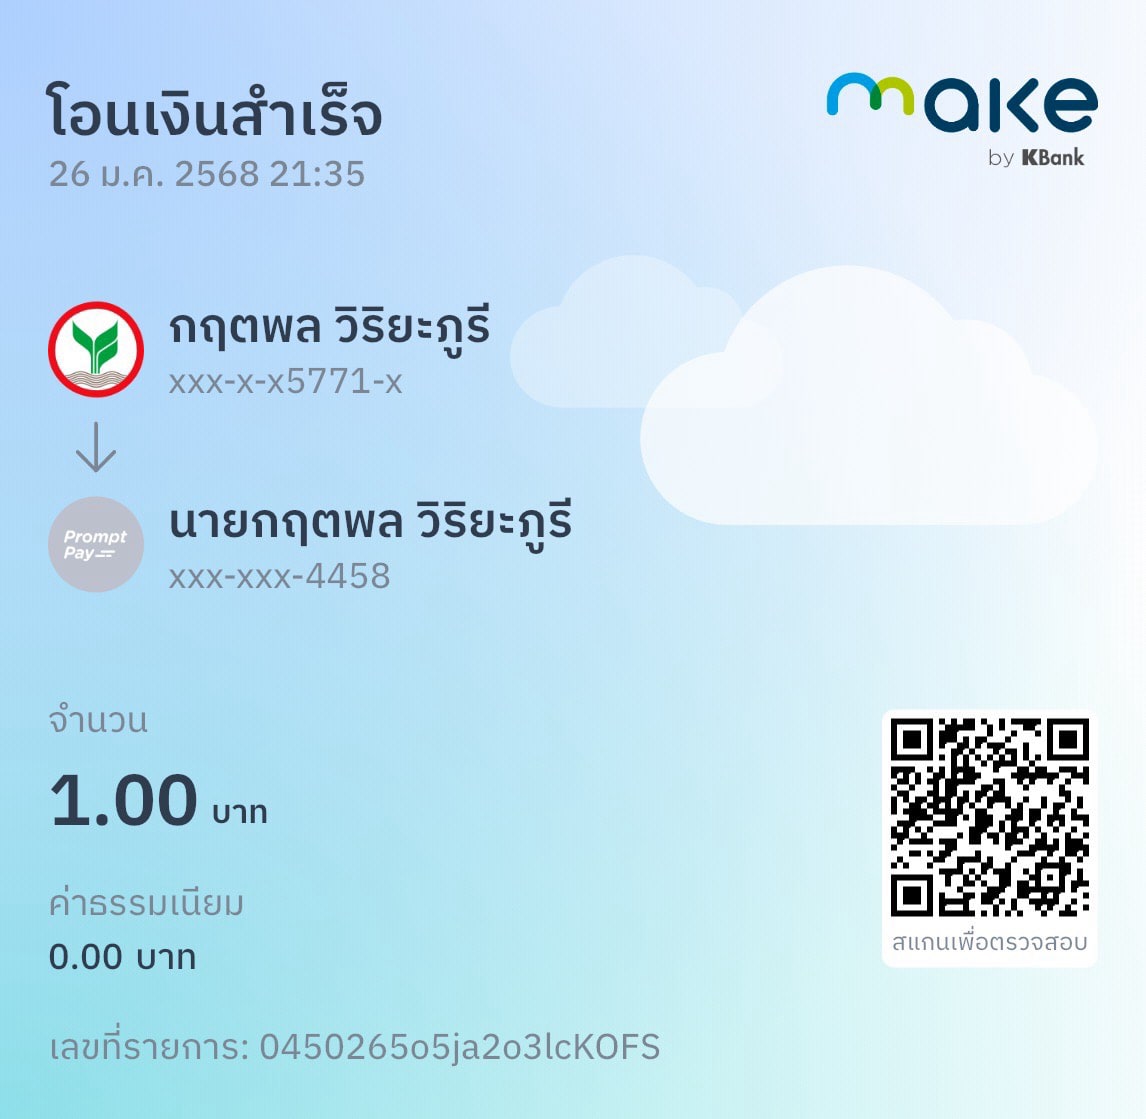 โอนเงินสำเร็จ
26 ม.ค. 2568 21:35
make
by KBank
กฤตพล วิริยะภูรี
xxx-x-x5771-x
Prompt
Pay
นายกฤตพล วิริยะภูรี
xxx-xxx-4458
จำนวน
1.00 บาท
ค่าธรรมเนียม
0.00 บาท
สแกนเพื่อตรวจสอบ
เลขที่รายการ: 0450265o5ja2o3lcKOFS